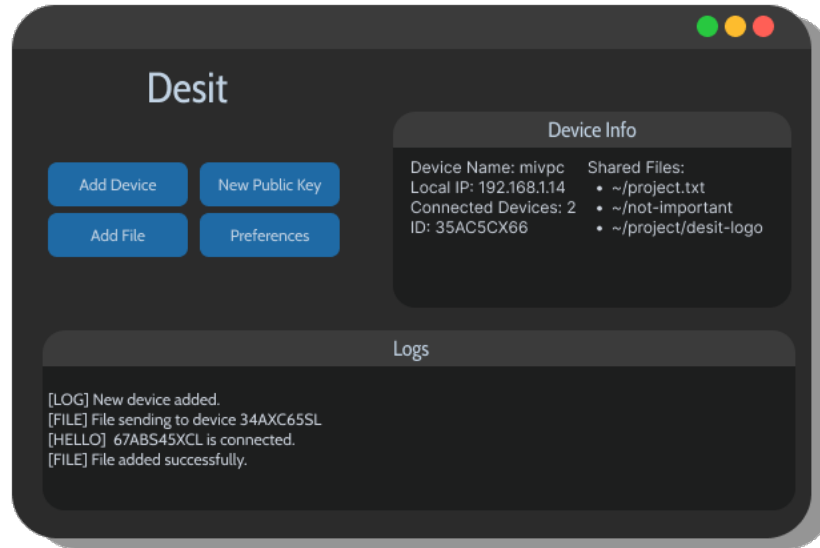 Desit
Add Device
New Public Key
Add File
Preferences
Device Info
Device Name: mivpc
Local IP: 192.168.1.14
Connected Devices: 2
ID: 35AC5CX66
Shared Files:
• ~/project.txt
• ~/not-important
• ~/project/desit-logo
Logs
[LOG] New device added.
[FILE] File sending to device 34AXC65SL
[HELLO] 67ABS45XCL is connected.
[FILE] File added successfully.